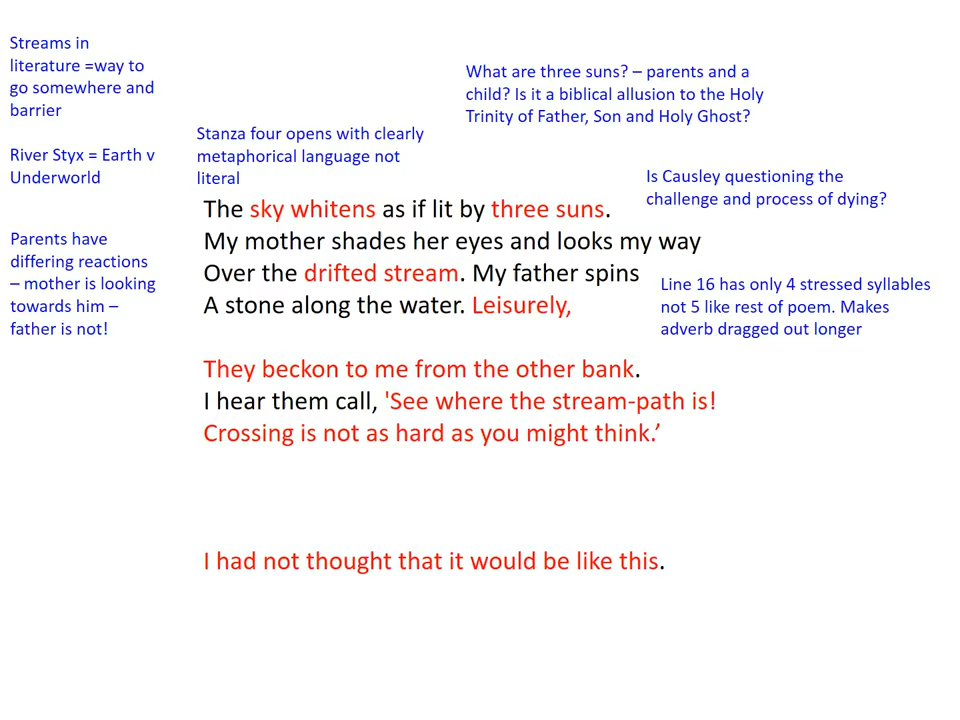 Streams in
literature =way to
go somewhere and
barrier
River Styx = Earth v
Underworld
Parents have
differing reactions
– mother is looking
towards him –
father is not!
Stanza four opens with clearly
metaphorical language not
literal
What are three suns? – parents and a
child? Is it a biblical allusion to the Holy
Trinity of Father, Son and Holy Ghost?
Is Causley questioning the
challenge and process of dying?
The sky whitens as if lit by three suns.
My mother shades her eyes and looks my way
Over the drifted stream. My father spins
A stone along the water. Leisurely,
Line 16 has only 4 stressed syllables
not 5 like rest of poem. Makes
adverb dragged out longer
They beckon to me from the other bank.
I hear them call, 'See where the stream-path is!
Crossing is not as hard as you might think.’
I had not thought that it would be like this.